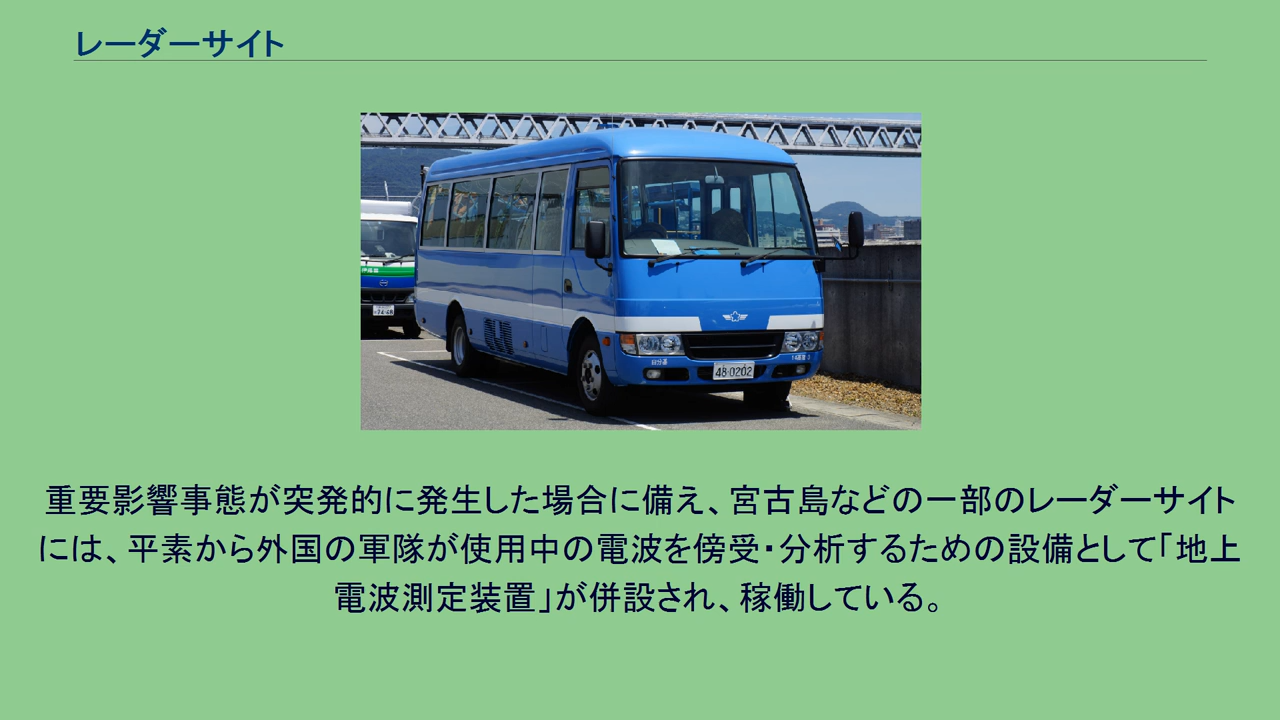 レーダーサイト
48-0202
重要影響事態が突発的に発生した場合に備え、宮古島などの一部のレーダーサイト
には、平素から外国の軍隊が使用中の電波を傍受・分析するための設備として「地上
電波測定装置」が併設され、稼働している。